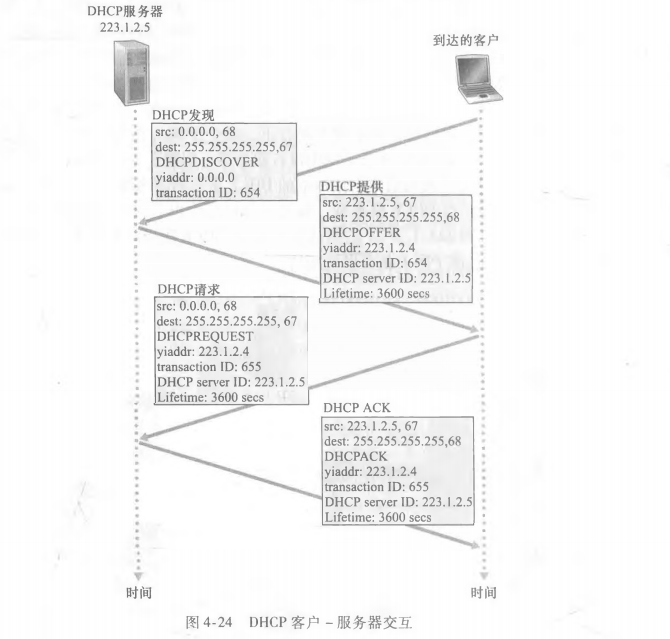 DHCP服务器
223.1.2.5
到达的客户
DHCP发现
src: 0.0.0.0, 68
dest: 255.255.255.255,67
DHCPDISCOVER
yiaddr: 0.0.0.0
transaction ID: 654
DHCP提供
src: 223.1.2.5, 67
dest: 255.255.255.255,68
DHCPOFFER
yiaddr: 223.1.2.4
transaction ID: 654
DHCP server ID: 223.1.2.5
Lifetime: 3600 secs
DHCP请求
src: 0.0.0.0, 68
dest: 255.255.255.255, 67
DHCPREQUEST
yiaddr: 223.1.2.4
transaction ID: 655
DHCP server ID: 223.1.2.5
Lifetime: 3600 secs
DHCP ACK
src: 223.1.2.5, 67
dest: 255.255.255.255,68
DHCPACK
yiaddr: 223.1.2.4
transaction ID: 655
DHCP server ID: 223.1.2.5
Lifetime: 3600 secs
时间
时间
图 4-24 DHCP 客户－服务器交互